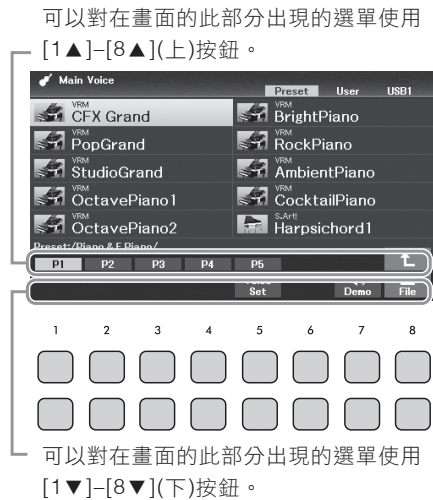 可以對在畫面的此部分出現的選單使用
[1▲]–[8▲](上)按鈕。
Main Voice
Preset User USB1
VRM VRM
CFX Grand BrightPiano
VRM VRM
PopGrand RockPiano
VRM VRM
StudioGrand AmbientPiano
VRM VRM
OctavePiano1 CocktailPiano
VRM S.Art!
OctavePiano2 Harpsichord1
Preset:/Piano & E.Piano/
P1 P2 P3 P4 P5
Set Demo File
1 2 3 4 5 6 7 8
可以對在畫面的此部分出現的選單使用
[1▼]–[8▼](下)按鈕。